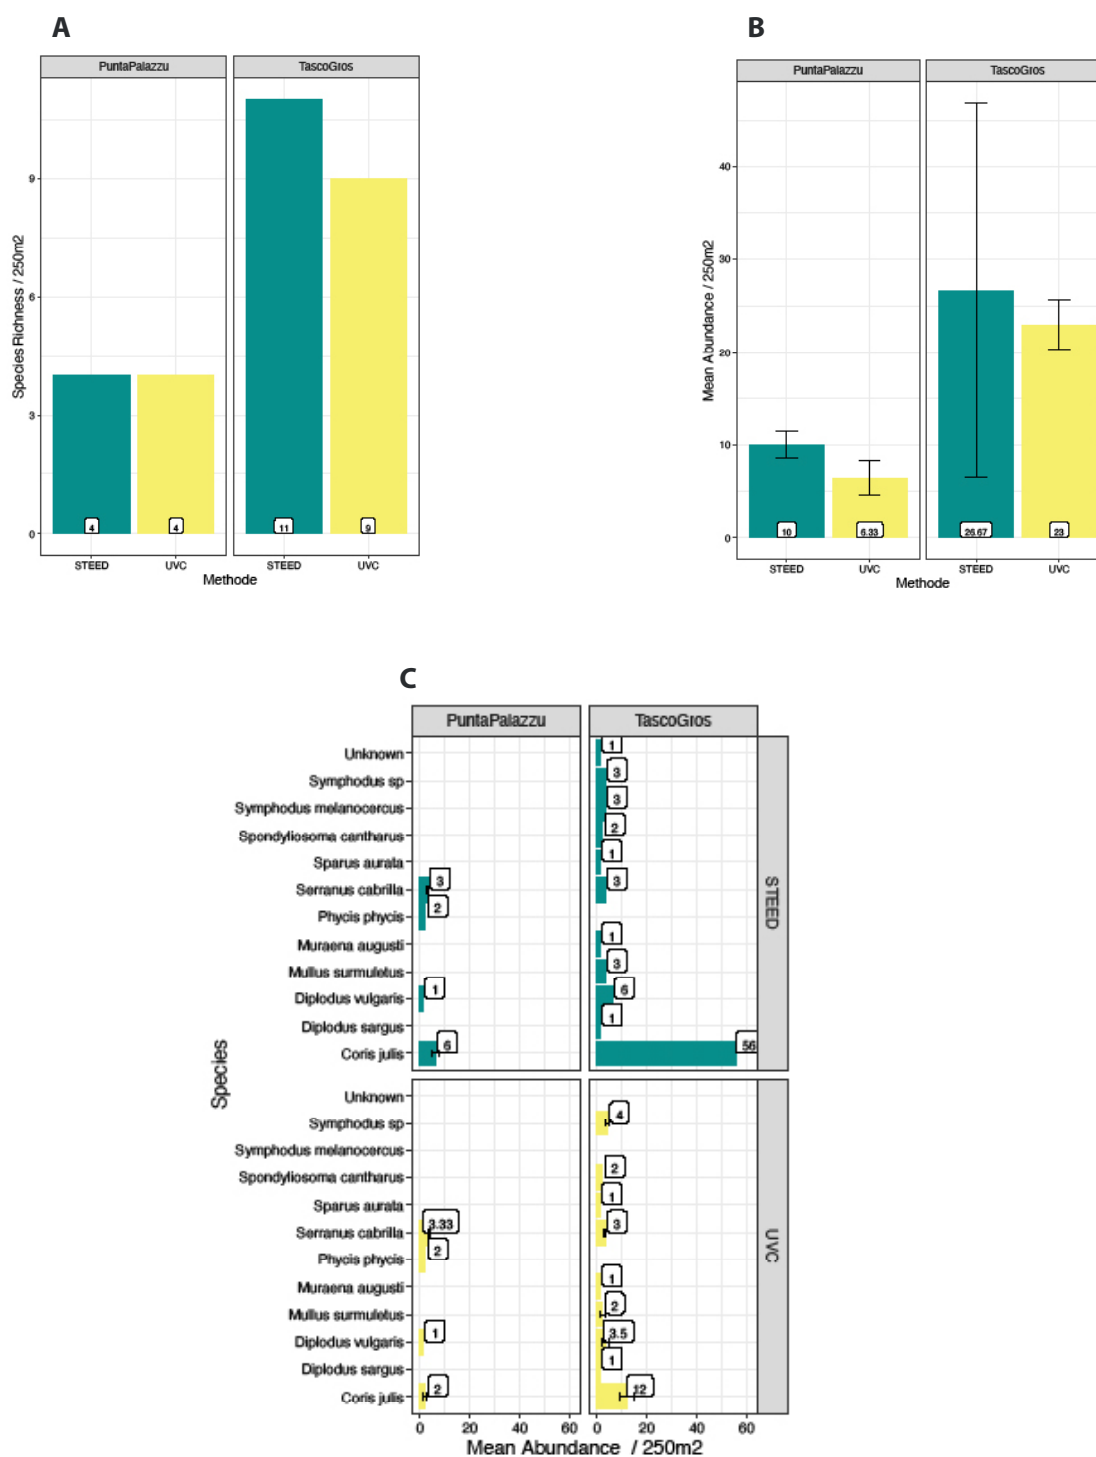 A
PuntaPalazzu
TascoGros
Species Richness / 250m2
9
6
3
0
4
4
11
9
STEED
UVC
STEED
UVC
Methode
B
PuntaPalazzu
TascoGros
Mean Abundance / 250m2
40
30
20
10
0
10
6.33
26.67
23
STEED
UVC
STEED
UVC
Methode
C
PuntaPalazzu
TascoGros
Species
Unknown
1
Symphodus sp
3
Symphodus melanocercus
3
Spondyliosoma cantharus
2
Sparus aurata
1
Serranus cabrilla
3
3
Phycis phycis
2
Muraena augusti
1
Mullus surmuletus
3
Diplodus vulgaris
1
6
Diplodus sargus
1
Coris julis
6
56
STEED
Unknown
Symphodus sp
4
Symphodus melanocercus
Spondyliosoma cantharus
2
Sparus aurata
1
Serranus cabrilla
3.33
3
Phycis phycis
2
Muraena augusti
1
Mullus surmuletus
2
Diplodus vulgaris
1
3.5
Diplodus sargus
1
Coris julis
2
12
UVC
0 20 40 60
0 20 40 60
Mean Abundance / 250m2